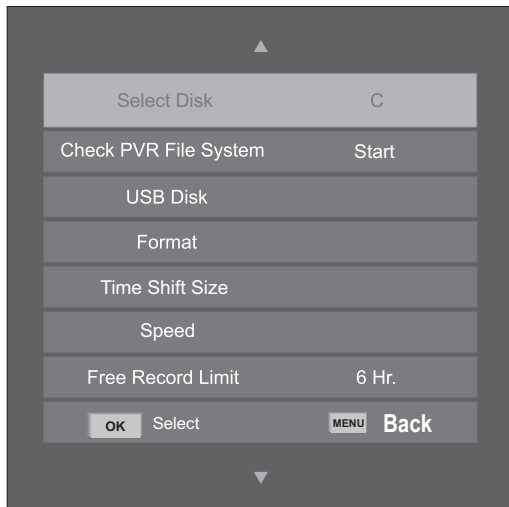 Select Disk C
Check PVR File System Start
USB Disk
Format
Time Shift Size
Speed
Free Record Limit 6 Hr.
OK Select MENU Back